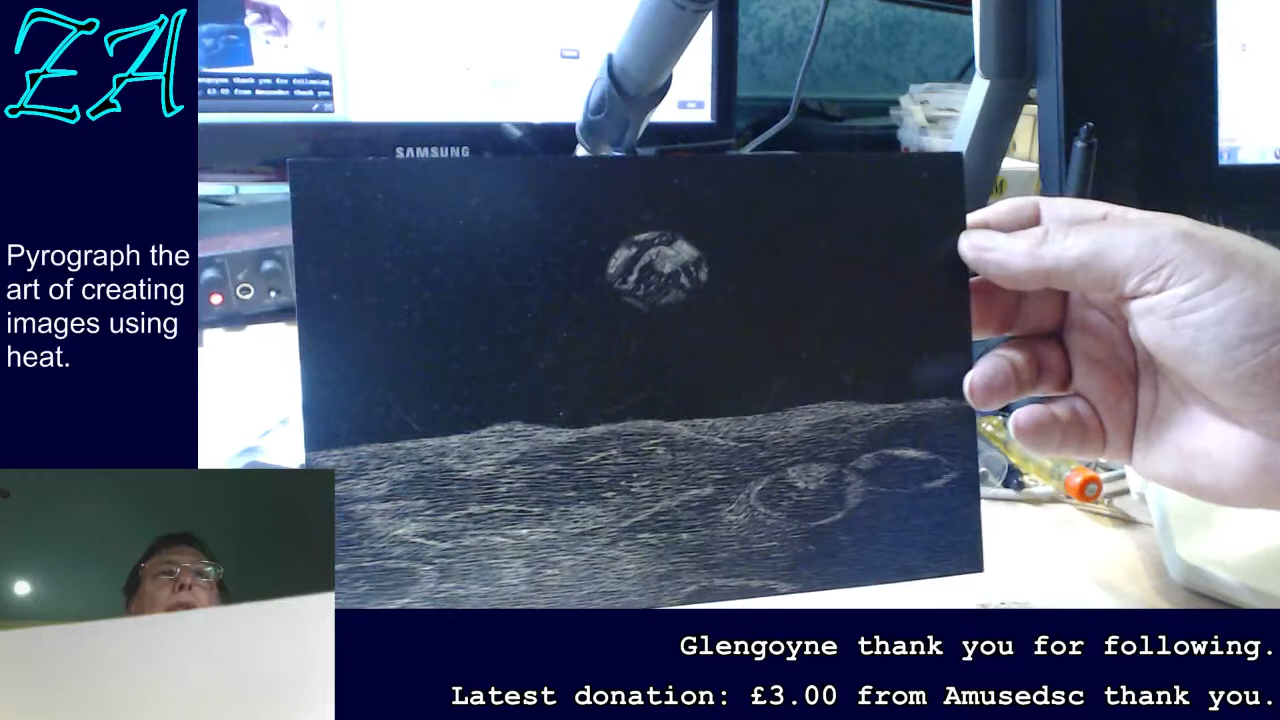 ZA
SAMSUNG
Pyrograph the
art of creating
images using
heat.
Glengoyne thank you for following.
Latest donation: £3.00 from Amusedsc thank you.